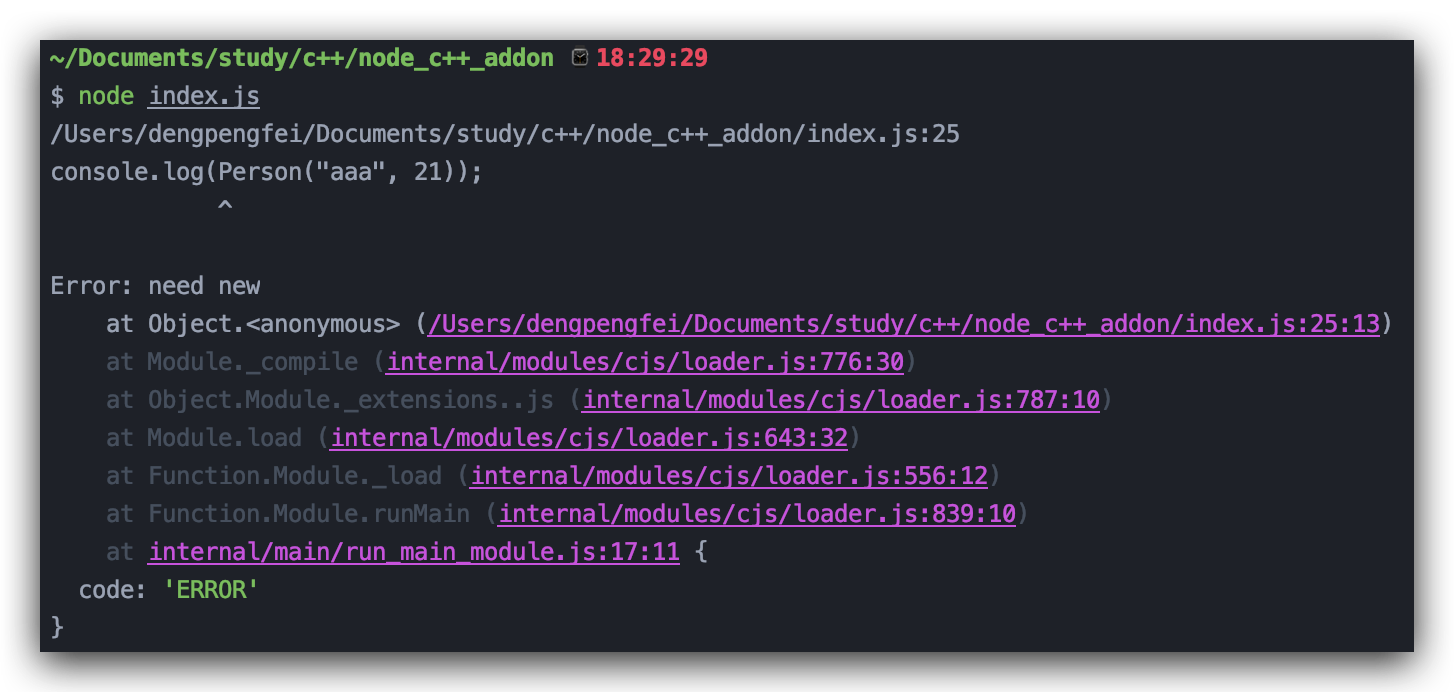 ~/Documents/study/c++/node_c++_addon 18:29:29
$ node index.js
/Users/dengpengfei/Documents/study/c++/node_c++_addon/index.js:25
console.log(Person("aaa", 21));
^
Error: need new
at Object.<anonymous> (/Users/dengpengfei/Documents/study/c++/node_c++_addon/index.js:25:13)
at Module._compile (internal/modules/cjs/loader.js:776:30)
at Object.Module._extensions..js (internal/modules/cjs/loader.js:787:10)
at Module.load (internal/modules/cjs/loader.js:643:32)
at Function.Module._load (internal/modules/cjs/loader.js:556:12)
at Function.Module.runMain (internal/modules/cjs/loader.js:839:10)
at internal/main/run_main_module.js:17:11 {
code: 'ERROR'
}